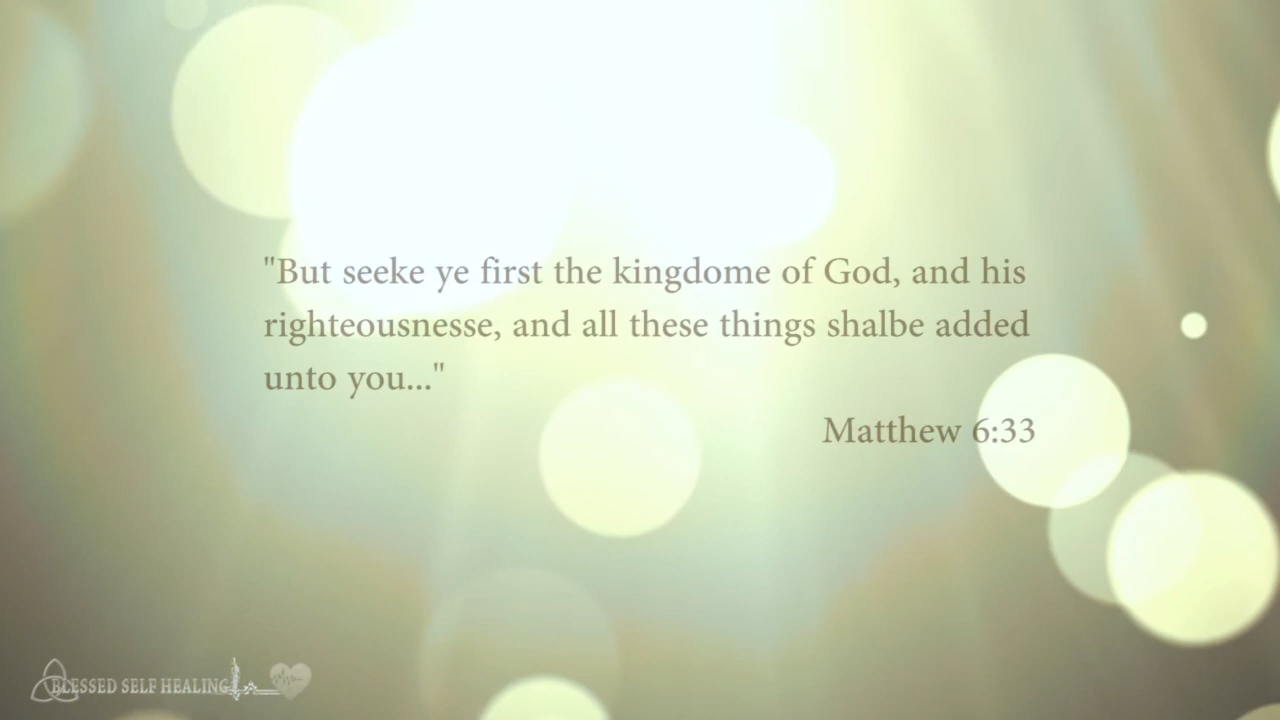 "But seeke ye first the kingdome of God, and his
righteousnesse, and all these things shalbe added
unto you..."
Matthew 6:33
BLESSED SELF HEALING